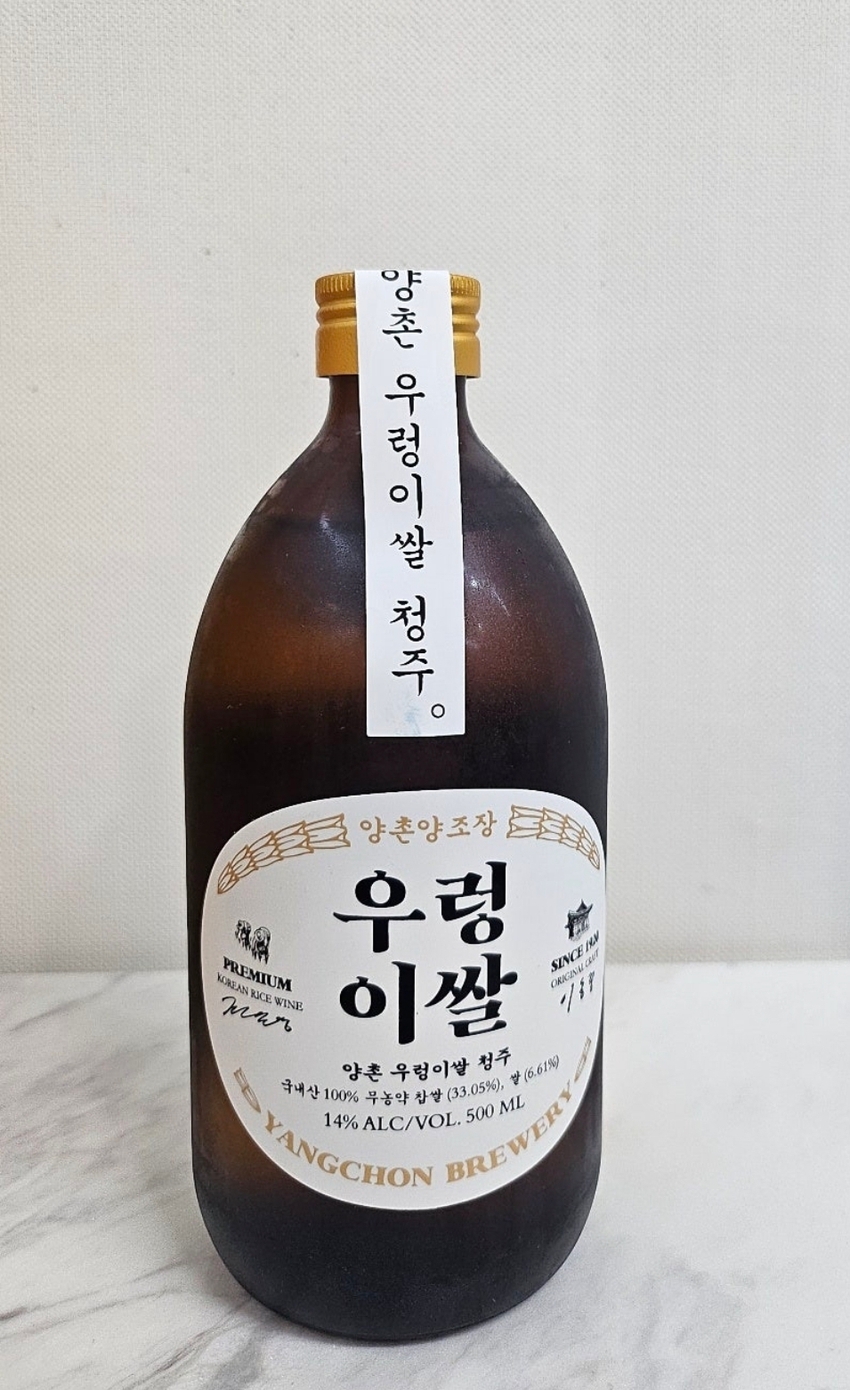 양촌 우렁이쌀 청주。
양촌양조장
우렁
이쌀
PREMIUM
KOREAN RICE WINE
SINCE 1920
ORIGINAL CRAFT
양촌 우렁이쌀 청주
국내산 100% 무농약 찹쌀 (33.05%), 쌀 (6.61%)
14% ALC/VOL. 500 ML
YANGCHON BREWERY